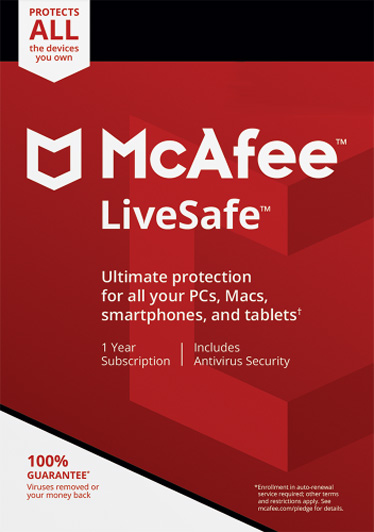 PROTECTS
ALL
the devices
you own
McAfee™
LiveSafe™
Ultimate protection
for all your PCs, Macs,
smartphones, and tablets†
1 Year
Subscription
Includes
Antivirus Security
100%
GUARANTEE*
Viruses removed or
your money back
*Enrollment in auto-renewal
service required; other terms
and restrictions apply. See
mcafee.com/pledge for details.